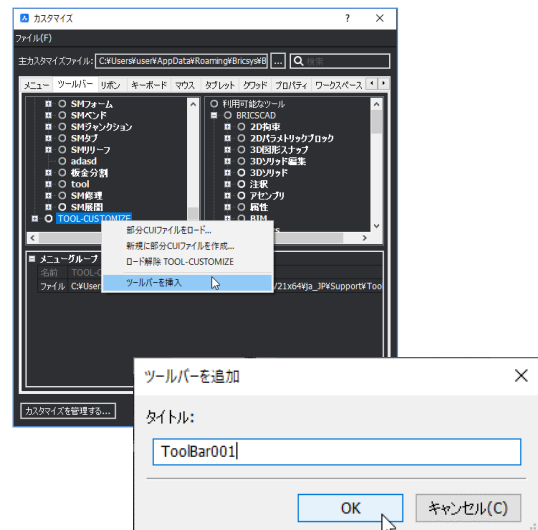 カスタマイズ
ファイル(F)
主カスタマイズファイル: C:¥Users¥user¥AppData¥Roaming¥Bricsys¥B ... 検索
メニュー ツールバー リボン キーボード マウス タブレット クワッド プロパティ ワークスペース
SMフォーム
SMベンド
SMジャンクション
SMタブ
SMリリーフ
adasd
板金分割
tool
SM修理
SM展開
TOOL-CUSTOMIZE
利用可能なツール
BRICSCAD
2D拘束
2Dパラメトリックブロック
3D図形スナップ
3Dソリッド編集
3Dソリッド
注釈
アセンブリ
属性
BIM
部分CUIファイルをロード...
新規に部分CUIファイルを作成...
ロード解除 TOOL-CUSTOMIZE
ツールバーを挿入
メニューグループ
名前 TOOL-C
ファイル C:¥User /21x64¥ja_JP¥Support¥Too
カスタマイズを管理する...
ツールバーを追加
タイトル:
ToolBar001
OK キャンセル(C)